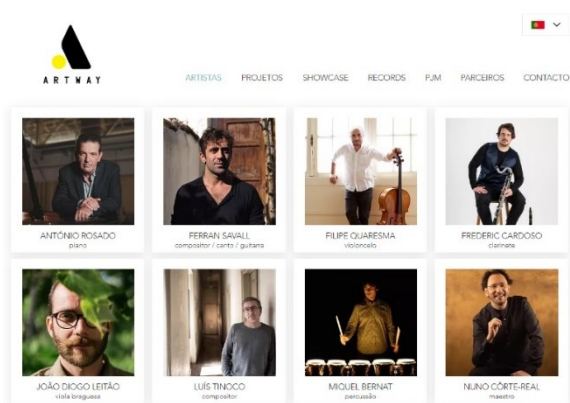 ARTWAY
ARTISTAS PROJETOS SHOWCASE RECORDS PJM PARCEIROS CONTACTO
ANTÓNIO ROSADO
piano
FERRAN SAVALL
compositor / canto / guitarra
FILIPE QUARESMA
violoncelo
FREDERIC CARDOSO
clarinete
JOÃO DIOGO LEITÃO
viola braguesa
LUÍS TINOCO
compositor
MIQUEL BERNAT
percussão
NUNO CÔRTE-REAL
maestro